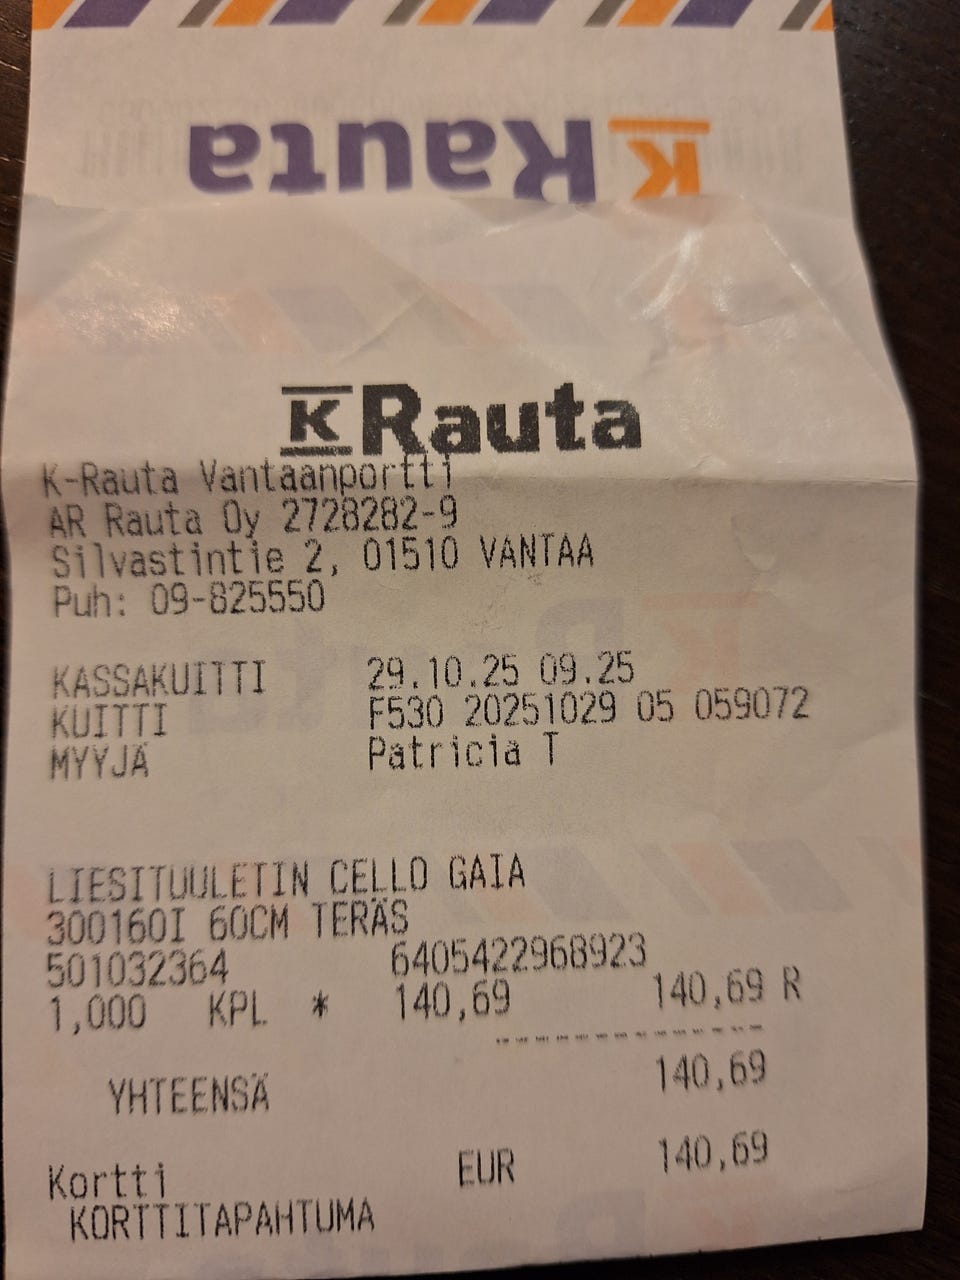 K Rauta
K Rauta
K-Rauta Vantaanportti
AR Rauta Oy 2728282-9
Silvastintie 2, 01510 VANTAA
Puh: 09-825550
KASSAKUITTI 29.10.25 09.25
KUITTI F530 20251029 05 059072
MYYJÄ Patricia T
LIESITUULETIN CELLO GAIA
300160I 60CM TERÄS
501032364 6405422968923
1,000 KPL * 140,69 140,69 R
YHTEENSÄ 140,69
Kortti EUR 140,69
KORTTITAPAHTUMA